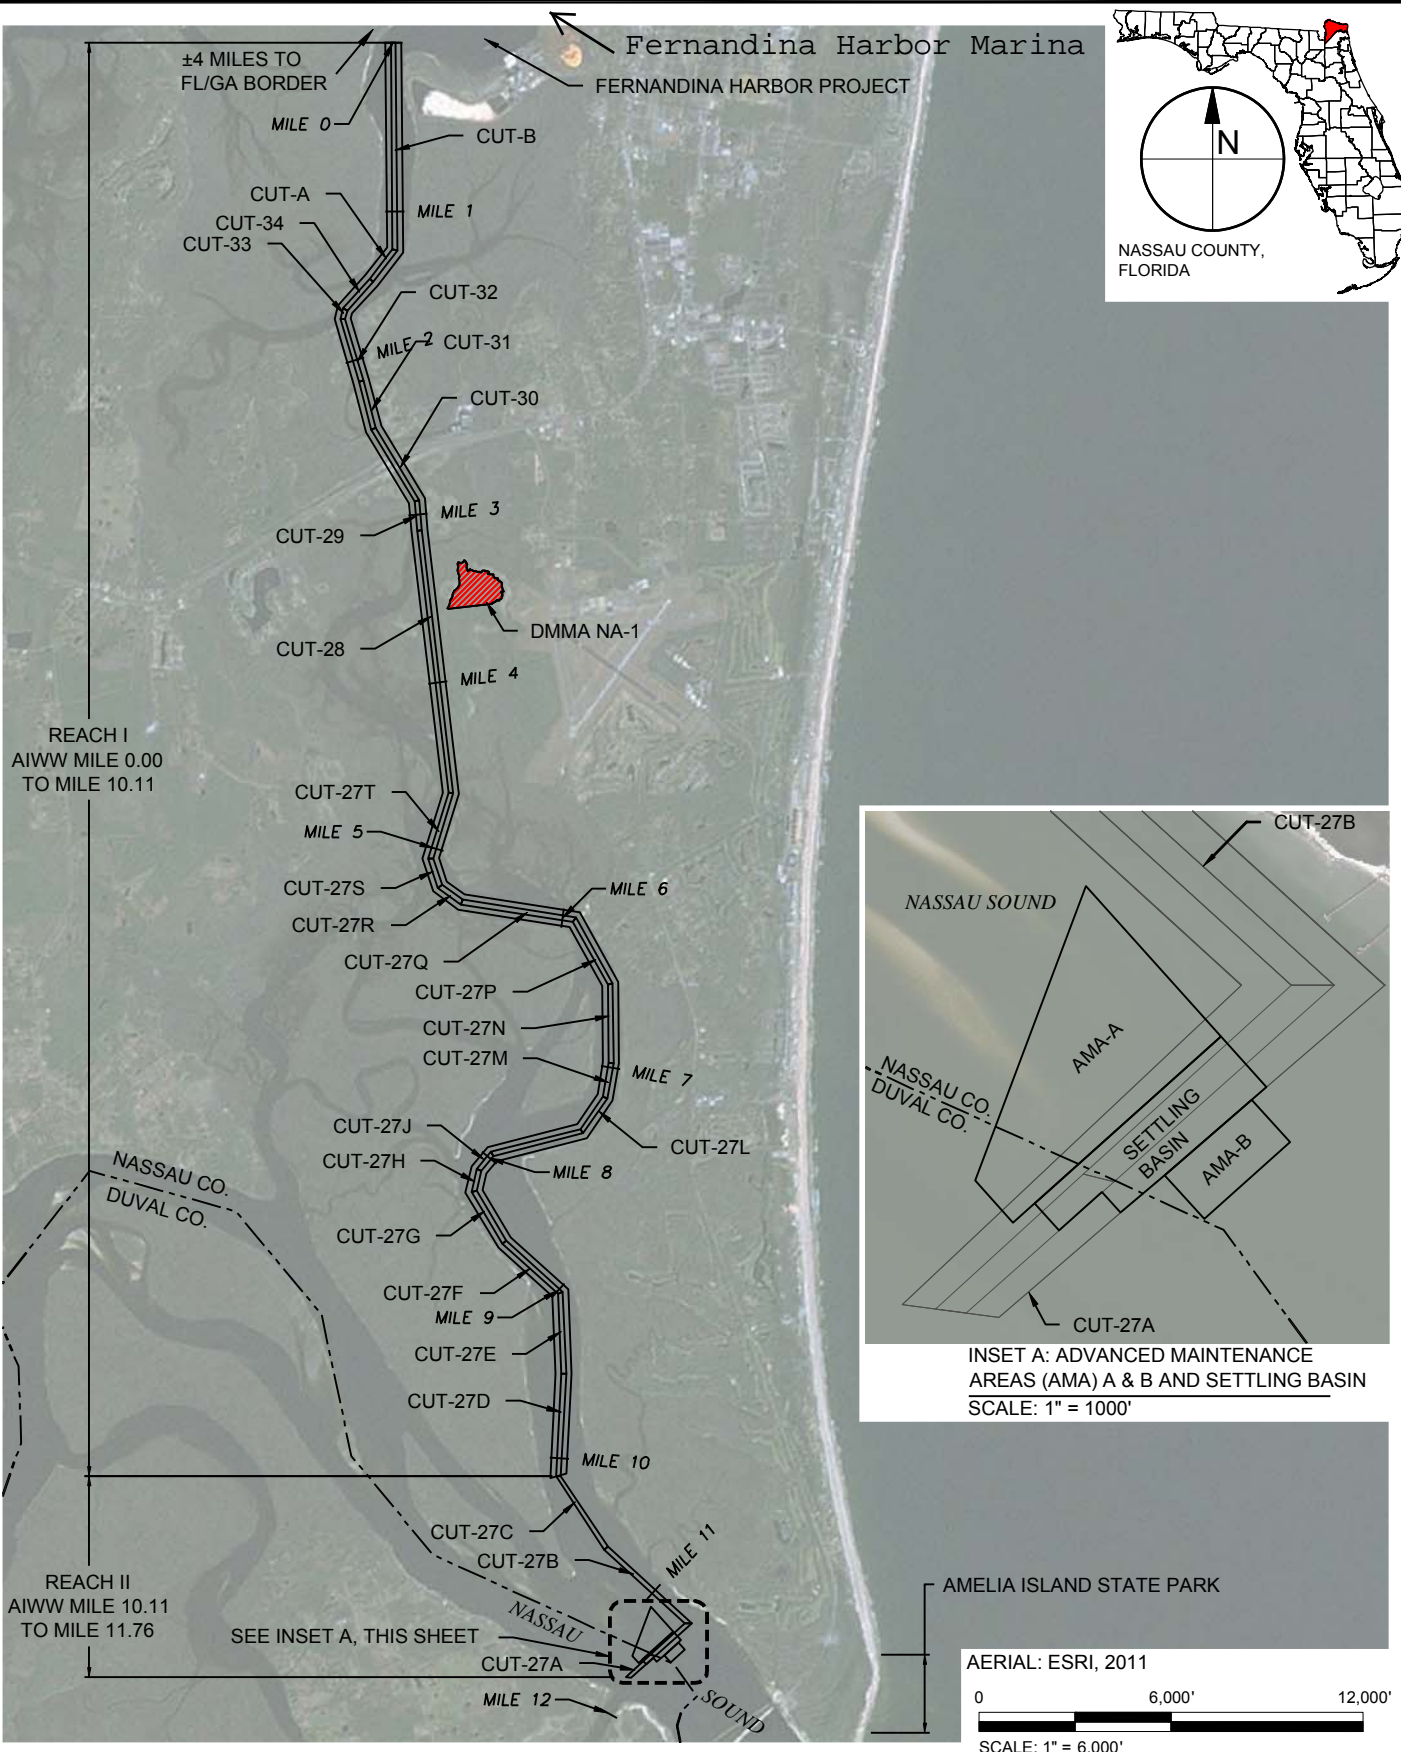 Fernandina Harbor Marina
±4 MILES TO
FL/GA BORDER
FERNANDINA HARBOR PROJECT
MILE 0
CUT-B
N
NASSAU COUNTY,
FLORIDA
CUT-A
MILE 1
CUT-34
CUT-33
CUT-32
MILE 2
CUT-31
CUT-30
MILE 3
CUT-29
DMMA NA-1
CUT-28
MILE 4
REACH I
AIWW MILE 0.00
TO MILE 10.11
CUT-27T
MILE 5
CUT-27S
MILE 6
CUT-27R
CUT-27Q
CUT-27P
CUT-27N
CUT-27M
MILE 7
CUT-27J
CUT-27L
CUT-27H
MILE 8
NASSAU CO.
DUVAL CO.
CUT-27G
CUT-27F
MILE 9
CUT-27E
CUT-27D
MILE 10
CUT-27C
MILE 11
CUT-27B
REACH II
AIWW MILE 10.11
TO MILE 11.76
NASSAU
SOUND
SEE INSET A, THIS SHEET
CUT-27A
MILE 12
AMELIA ISLAND STATE PARK
CUT-27B
NASSAU SOUND
AMA-A
NASSAU CO.
DUVAL CO.
SETTLING
BASIN
AMA-B
CUT-27A
INSET A: ADVANCED MAINTENANCE
AREAS (AMA) A & B AND SETTLING BASIN
SCALE: 1" = 1000'
AERIAL: ESRI, 2011
0 6,000' 12,000'
SCALE: 1" = 6,000'